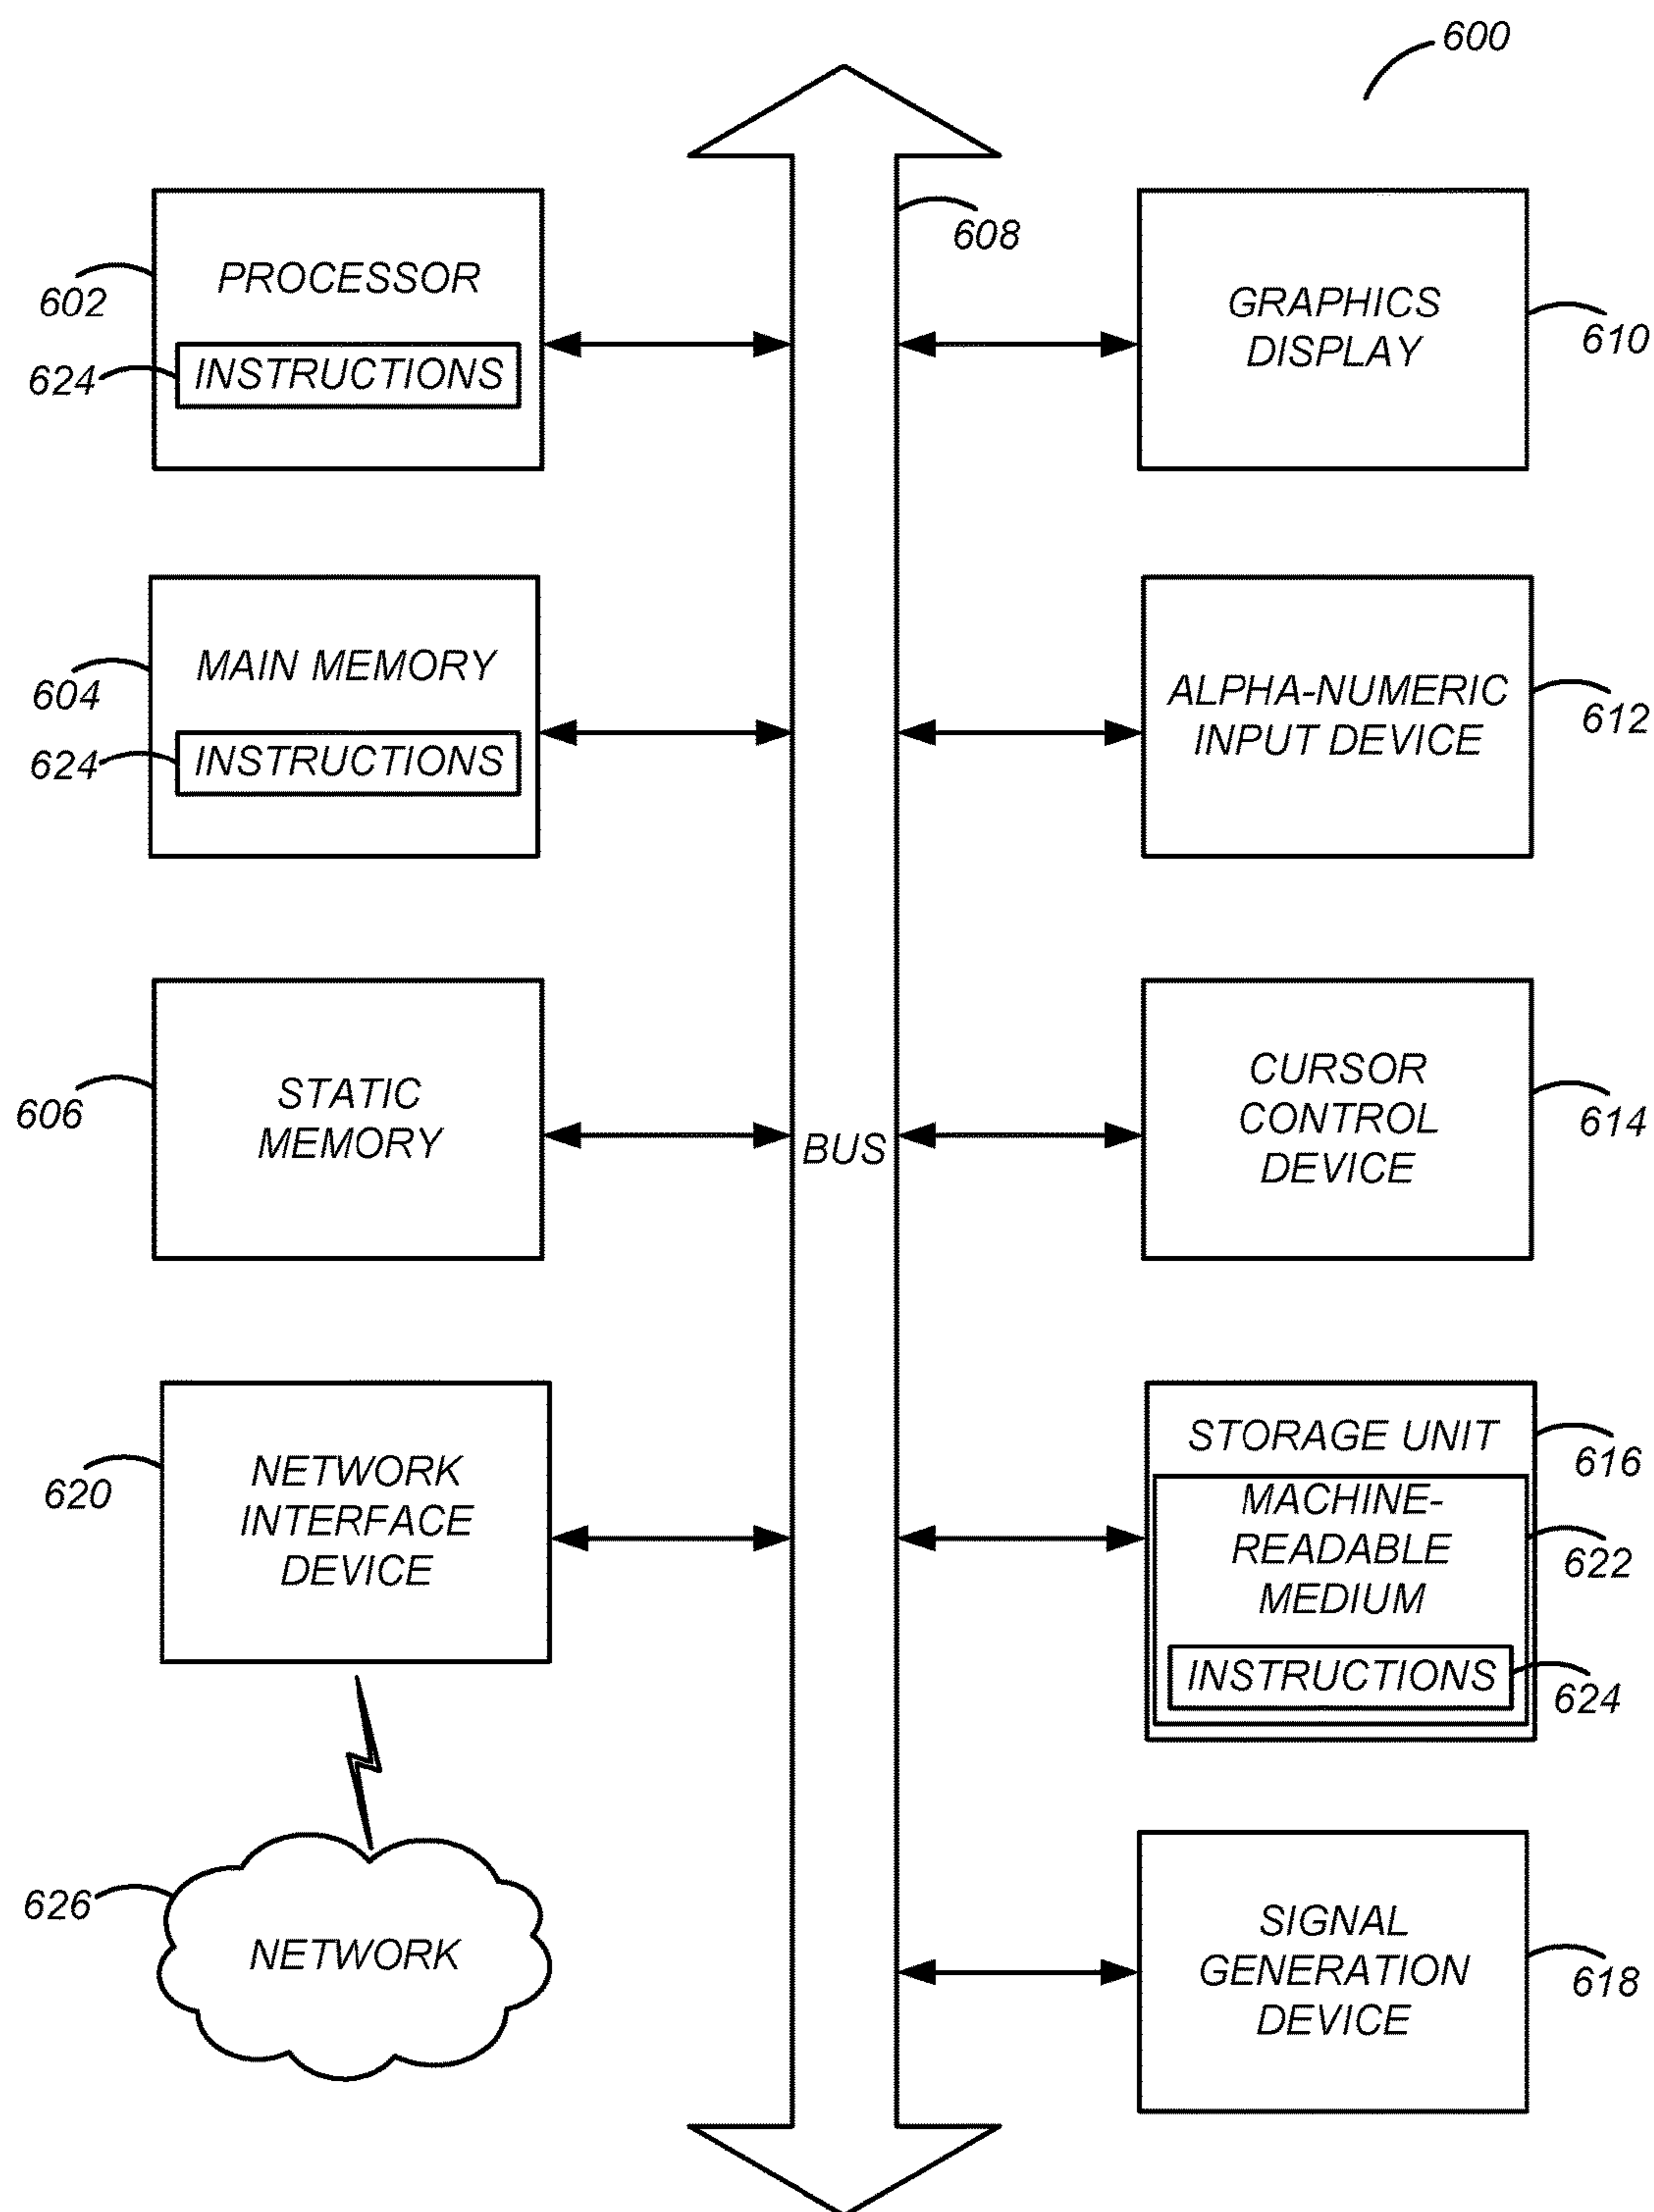 600
608
PROCESSOR
602
624
INSTRUCTIONS
GRAPHICS
DISPLAY
610
MAIN MEMORY
604
624
INSTRUCTIONS
ALPHA-NUMERIC
INPUT DEVICE
612
STATIC
MEMORY
606
BUS
CURSOR
CONTROL
DEVICE
614
NETWORK
INTERFACE
DEVICE
620
STORAGE UNIT
616
MACHINE-
READABLE
MEDIUM
622
INSTRUCTIONS
624
626
NETWORK
SIGNAL
GENERATION
DEVICE
618